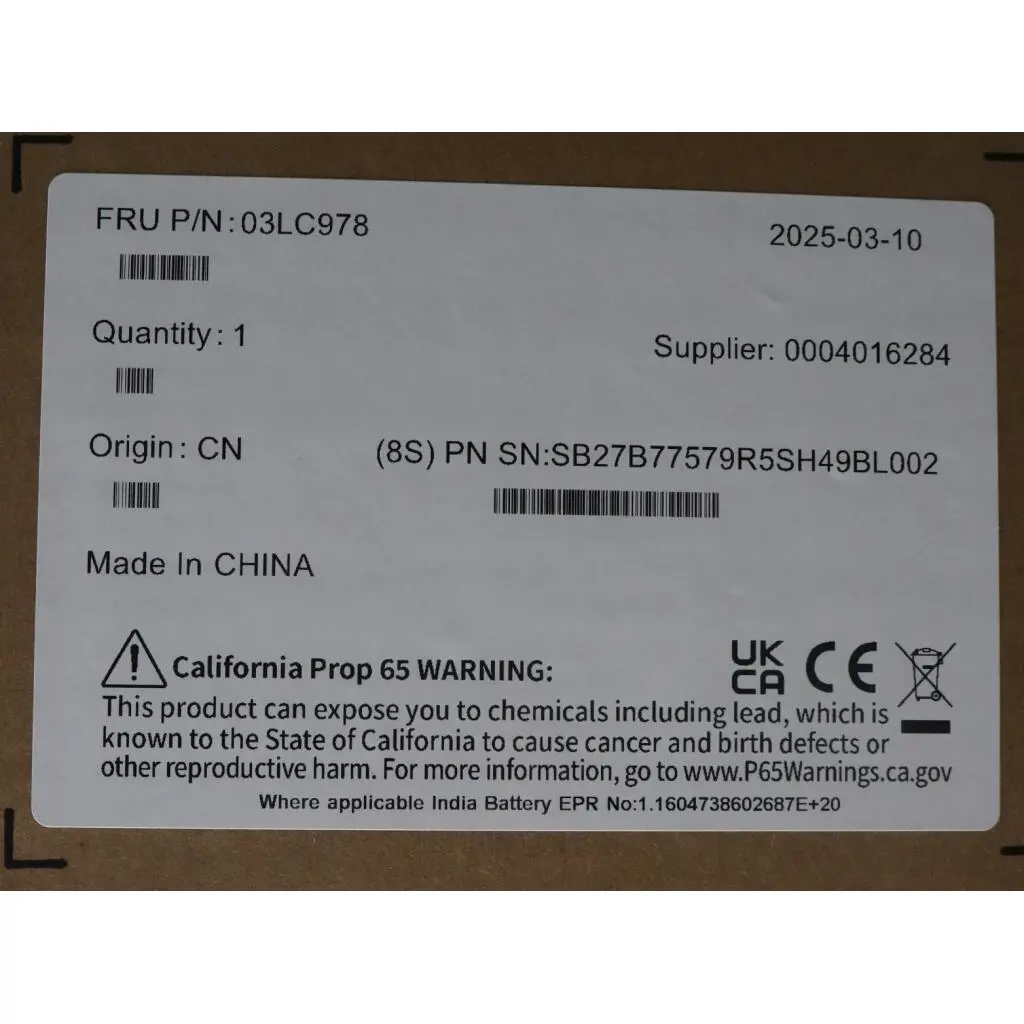 FRU P/N:03LC978
2025-03-10
Quantity: 1
Supplier: 0004016284
Origin: CN
(8S) PN SN:SB27B77579R5SH49BL002
Made In CHINA
California Prop 65 WARNING:
UK
CA
CE
This product can expose you to chemicals including lead, which is
known to the State of California to cause cancer and birth defects or
other reproductive harm. For more information, go to www.P65Warnings.ca.gov
Where applicable India Battery EPR No:1.1604738602687E+20